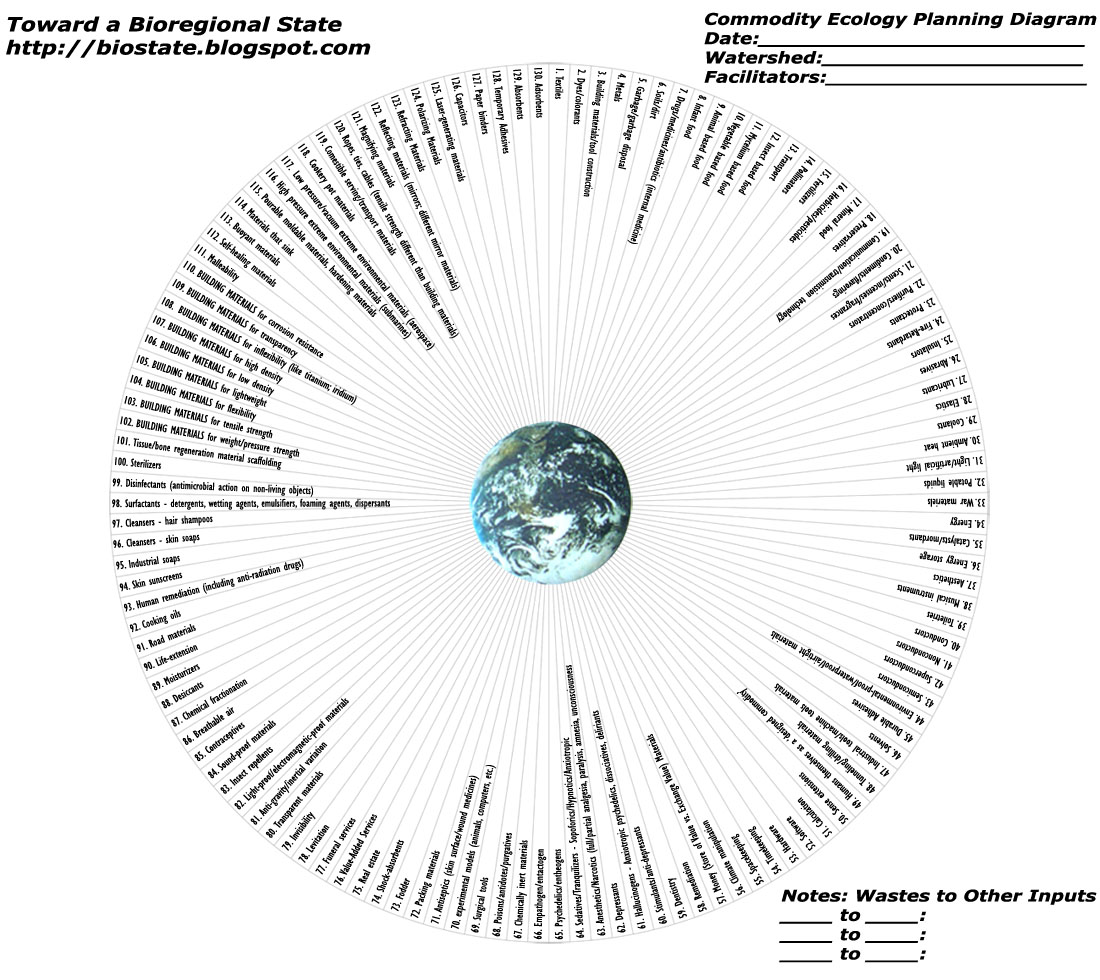 Toward a Bioregional State
http://biostate.blogspot.com
Commodity Ecology Planning Diagram
Date:
Watershed:
Facilitators:
1. Textiles
2. Dyes/colorants
3. Building materials/soil construction
4. Metals
5. Garbage/garbage disposal
6. Soils/dirt
7. Drugs/medicines/antibiotics (internal medicine)
8. Infant food
9. Animal based food
10. Vegetable based food
11. Mycelium based food
12. Insect based food
13. Transport
14. Pollinators
15. Fertilizers
16. Herbicides/pesticides
17. Mineral food
18. Preservatives
19. Communication/transmission technology
20. Condiments/flavorings
21. Scents/incenses/fragrances
22. Purifiers/concentrators
23. Protectants
24. Fire-Retardants
25. Insulators
26. Abrasives
27. Lubricants
28. Elastics
29. Coolants
30. Ambient heat
31. Light/artificial light
32. Potable liquids
33. War materiels
34. Energy
35. Catalysts/mordants
36. Energy storage
37. Aesthetics
38. Musical instruments
39. Toiletries
40. Conductors
41. Nonconductors
42. Superconductors
43. Semiconductors
44. Environmental-proof/waterproof/airtight materials
45. Durable Adhesives
46. Solvents
47. Industrial tools/machine tools materials
48. Tunneling/drilling materials
49. Humans themselves as a 'designed commodity'
50. Sense extensions
51. Calculation
52. Software
53. Hardware
54. Timekeeping
55. Spacekeeping
56. Climate manipulation
57. Money (Store of Value vs. Exchange Value) Materials
58. Remediation
59. Dentistry
60. Stimulants/anti-depressants
61. Hallucinogens - Anxiotropic psychedelics, dissociatives, deliriants
62. Depressants
63. Anesthetics/Narcotics (full/partial analgesia, paralysis, amnesia, unconsciousness
64. Sedatives/Tranquilizers - Soporifics/Hypnotics/Anxiotropic
65. Psychedelics/entheogens
66. Empathogen/entactogen
67. Chemically inert materials
68. Poisons/antidotes/purgatives
69. Surgical tools
70. experimental models (animals, computers, etc.)
71. Antiseptics (skin surface/wound medicines)
72. Packing materials
73. Fodder
74. Shock-absorbents
75. Real estate
76. Value-Added Services
77. Funeral services
78. Levitation
79. Invisibility
80. Transparent materials
81. Anti-gravity/inertial variation
82. Light-proof/electromagnetic-proof materials
83. Insect repellents
84. Sound-proof materials
85. Contraceptives
86. Breathable air
87. Chemical fractionation
88. Desiccants
89. Moisturizers
90. Life-extension
91. Road materials
92. Cooking oils
93. Human remediation (including anti-radiation drugs)
94. Skin sunscreens
95. Industrial soaps
96. Cleansers - skin soaps
97. Cleansers - hair shampoos
98. Surfactants - detergents, wetting agents, emulsifiers, foaming agents, dispersants
99. Disinfectants (antimicrobial action on non-living objects)
100. Sterilizers
101. Tissue/bone regeneration material scaffolding
102. BUILDING MATERIALS for weight/pressure strength
103. BUILDING MATERIALS for tensile strength
104. BUILDING MATERIALS for flexibility
105. BUILDING MATERIALS for lightweight
106. BUILDING MATERIALS for low density
107. BUILDING MATERIALS for high density
108. BUILDING MATERIALS for inflexibility (like titanium; iridium)
109. BUILDING MATERIALS for transparency
110. BUILDING MATERIALS for corrosion resistance
111. Malleability
112. Self-healing materials
113. Buoyant materials
114. Materials that sink
115. Pourable moldable materials, hardening materials
116. High pressure extreme environmental materials (submarines)
117. Low pressure/vacuum extreme environmental materials (aerospace)
118. Cookery pot materials
119. Comestible serving/transport materials
120. Ropes, ties, cables (tensile strength different than building materials)
121. Magnifying materials
122. Reflecting materials (mirrors; different mirror materials)
123. Refracting Materials
124. Polarizing Materials
125. Laser-generating materials
126. Capacitors
127. Paper binders
128. Temporary Adhesives
129. Absorbents
130. Adsorbents
Notes: Wastes to Other Inputs
to :
to :
to :